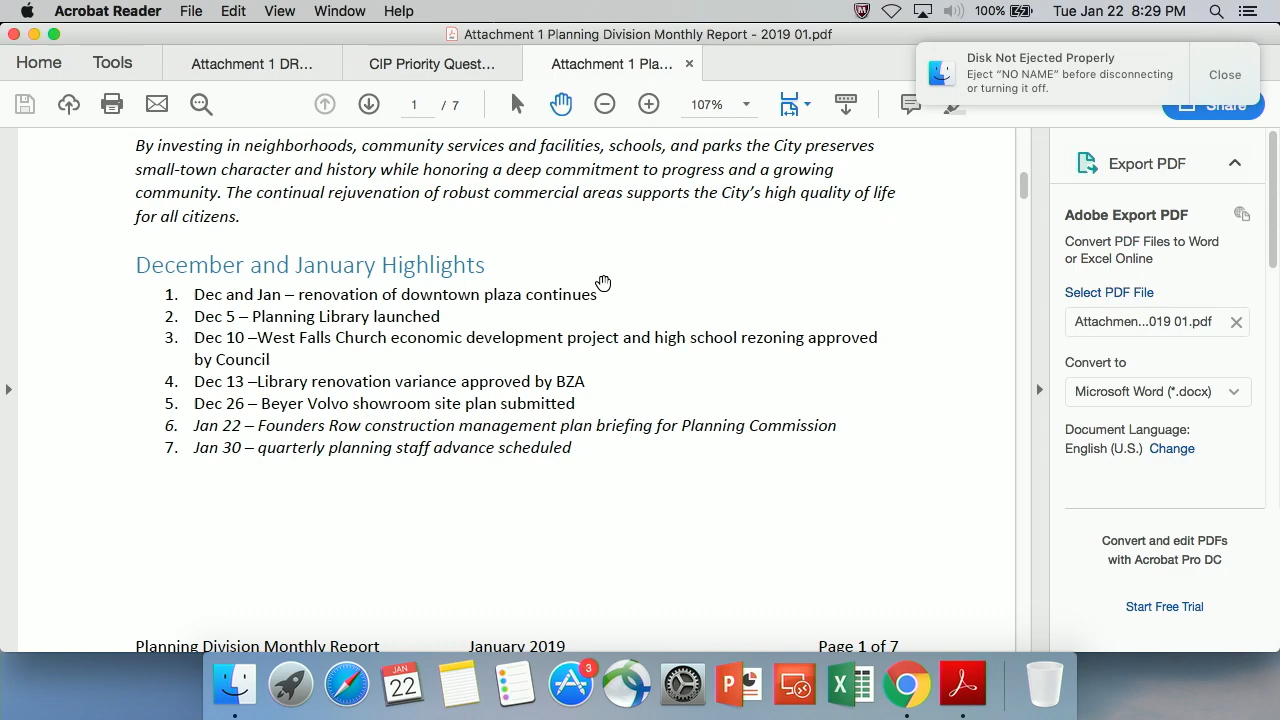 Acrobat Reader File Edit View Window Help 100% Tue Jan 22 8:29 PM
Attachment 1 Planning Division Monthly Report - 2019 01.pdf
Home Tools Attachment 1 DR... CIP Priority Quest... Attachment 1 Pla... ×
Disk Not Ejected Properly
Eject “NO NAME” before disconnecting
or turning it off.
Close
1 / 7 107% Share
By investing in neighborhoods, community services and facilities, schools, and parks the City preserves
small-town character and history while honoring a deep commitment to progress and a growing
community. The continual rejuvenation of robust commercial areas supports the City’s high quality of life
for all citizens.
December and January Highlights
1. Dec and Jan – renovation of downtown plaza continues
2. Dec 5 – Planning Library launched
3. Dec 10 –West Falls Church economic development project and high school rezoning approved
by Council
4. Dec 13 –Library renovation variance approved by BZA
5. Dec 26 – Beyer Volvo showroom site plan submitted
6. Jan 22 – Founders Row construction management plan briefing for Planning Commission
7. Jan 30 – quarterly planning staff advance scheduled
Planning Division Monthly Report January 2019 Page 1 of 7
Export PDF
Adobe Export PDF
Convert PDF Files to Word
or Excel Online
Select PDF File
Attachmen...019 01.pdf
Convert to
Microsoft Word (*.docx)
Document Language:
English (U.S.) Change
Convert and edit PDFs
with Acrobat Pro DC
Start Free Trial
JAN
22
3
P
X